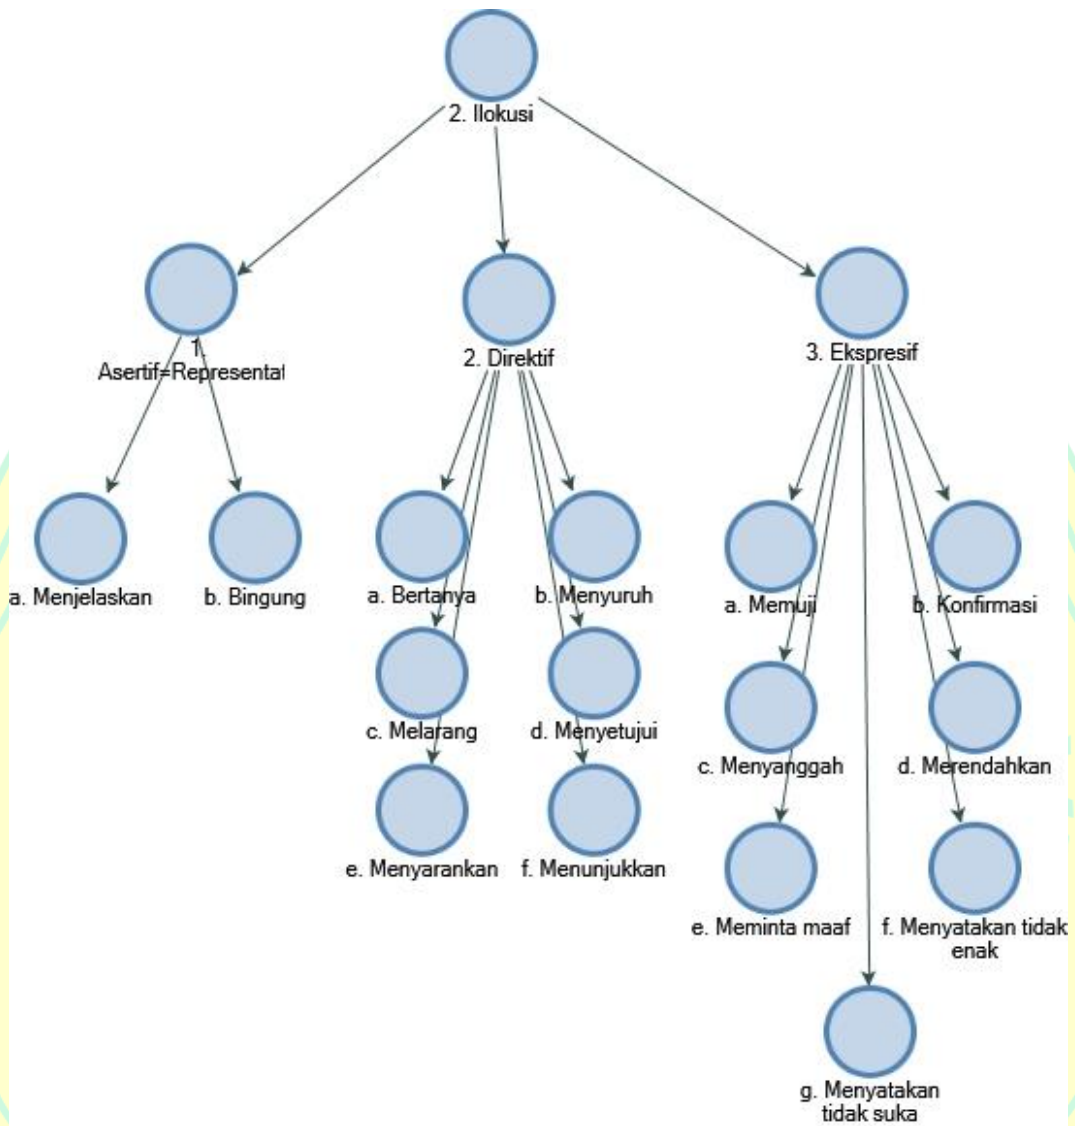 2. Ilokusi
1.
Asertif=Representat
2. Direktif
3. Ekspresif
a. Menjelaskan
b. Bingung
a. Bertanya
b. Menyuruh
a. Memuji
b. Konfirmasi
c. Melarang
d. Menyetujui
c. Menyanggah
d. Merendahkan
e. Menyarankan
f. Menunjukkan
e. Meminta maaf
f. Menyatakan tidak
enak
g. Menyatakan
tidak suka